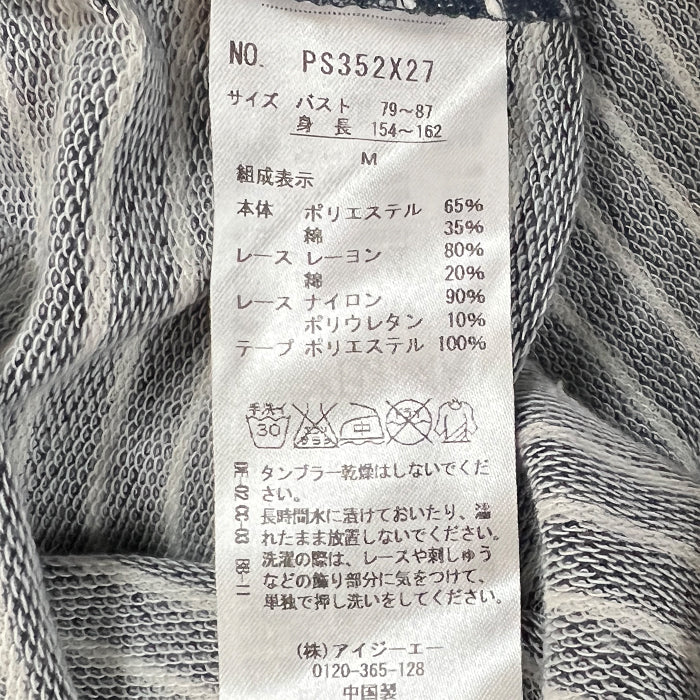 NO. PS352X27
サイズ バスト 79～87
身長 154～162
M
組成表示
本体 ポリエステル 65%
綿 35%
レース レーヨン 80%
綿 20%
レース ナイロン 90%
ポリウレタン 10%
テープ ポリエステル 100%
手洗イ
30
エンソ
サラシ
中
タンブラー乾燥はしないでくだ
さい。
長時間水に漬けておいたり、濡
れたまま放置しないでください。
洗濯の際は、レースや刺しゅう
などの飾り部分に気をつけて、
単独で押し洗いをしてください。
(株)アイジーエー
0120-365-128
中国製